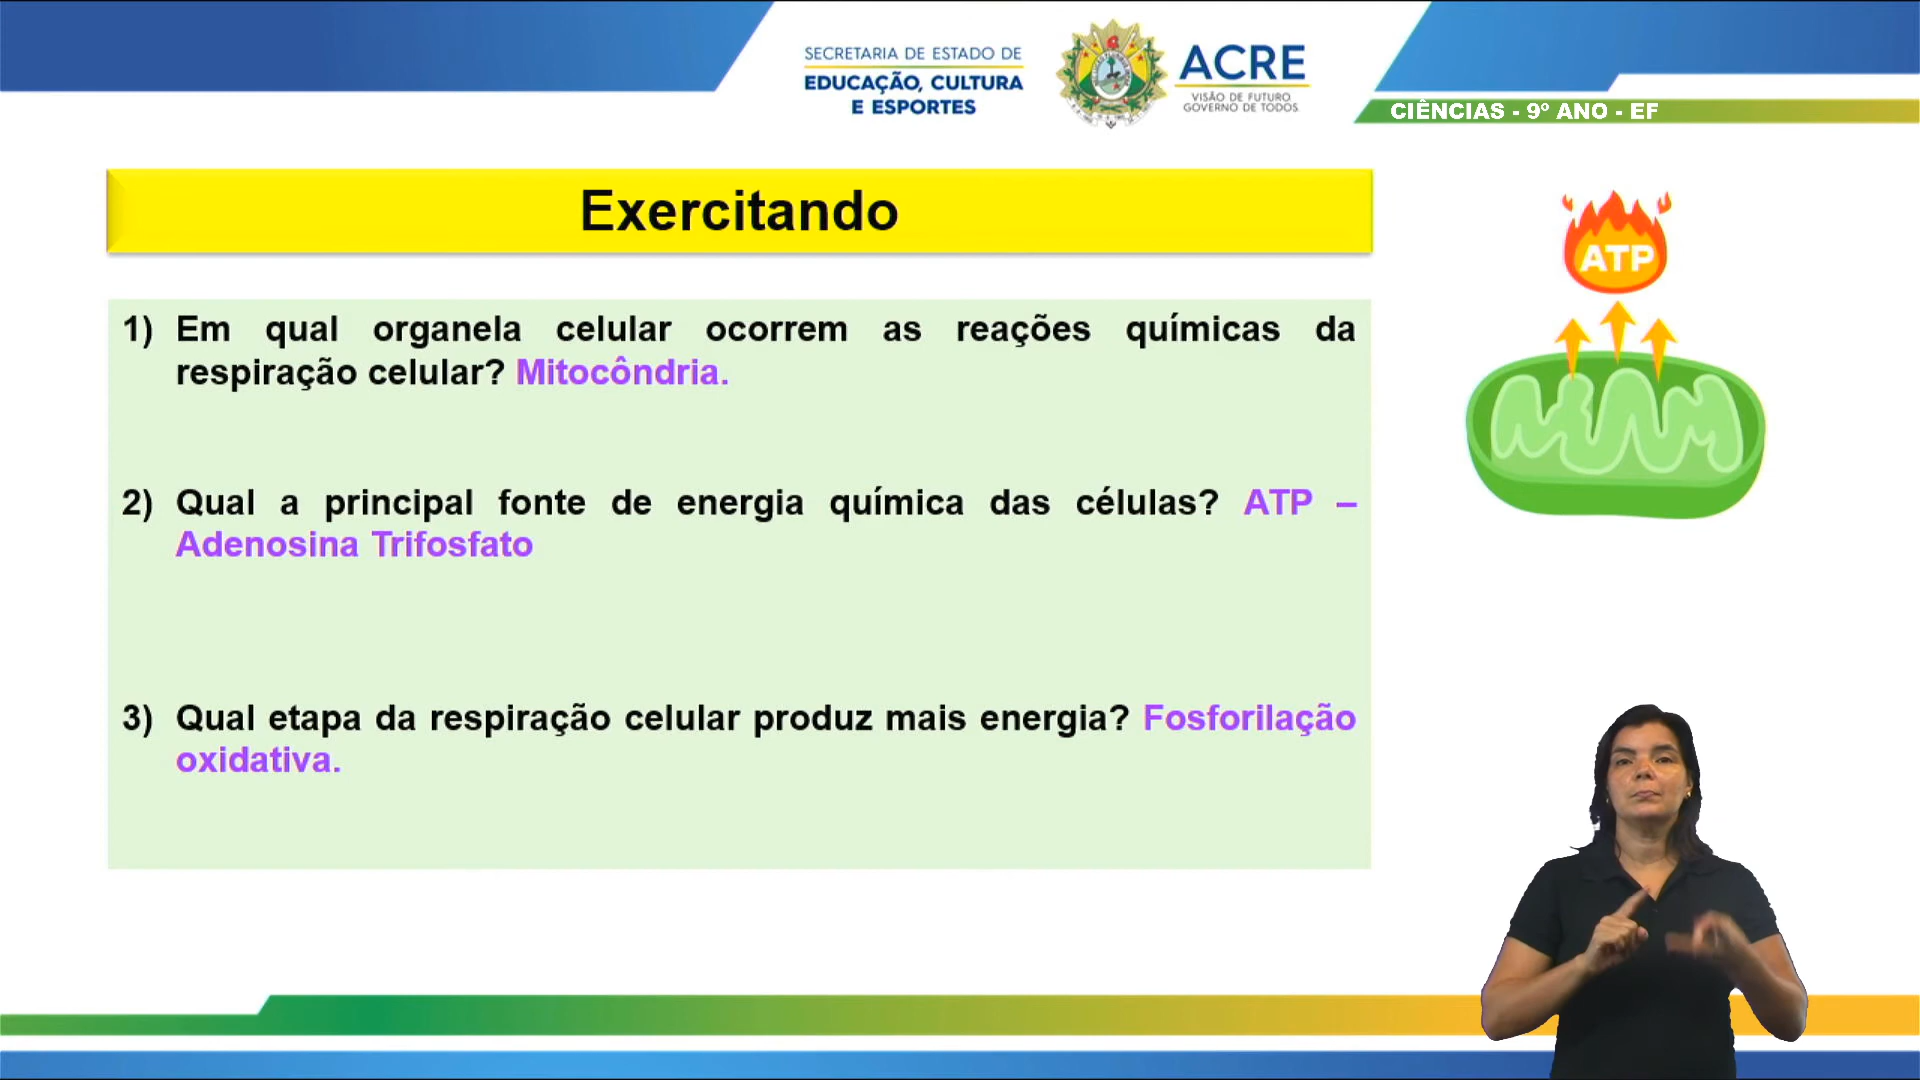 SECRETARIA DE ESTADO DE
EDUCAÇÃO, CULTURA
E ESPORTES
ACRE
VISÃO DE FUTURO
GOVERNO DE TODOS
CIÊNCIAS - 9º ANO - EF
Exercitando
ATP
1) Em qual organela celular ocorrem as reações químicas da
respiração celular? Mitocôndria.
2) Qual a principal fonte de energia química das células? ATP –
Adenosina Trifosfato
3) Qual etapa da respiração celular produz mais energia? Fosforilação
oxidativa.